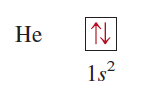 He ↑↓
1s²